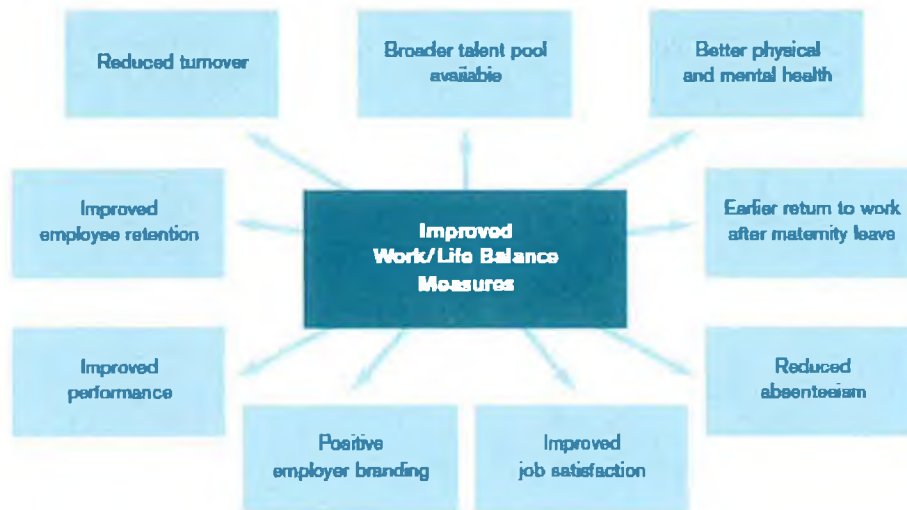 Reduced turnover
Broader talent pool
available
Better physical
and mental health
Improved
employee retention
Improved
Work/Life Balance
Measures
Earlier return to work
after maternity leave
Improved
performance
Reduced
absenteeism
Positive
employer branding
Improved
job satisfaction